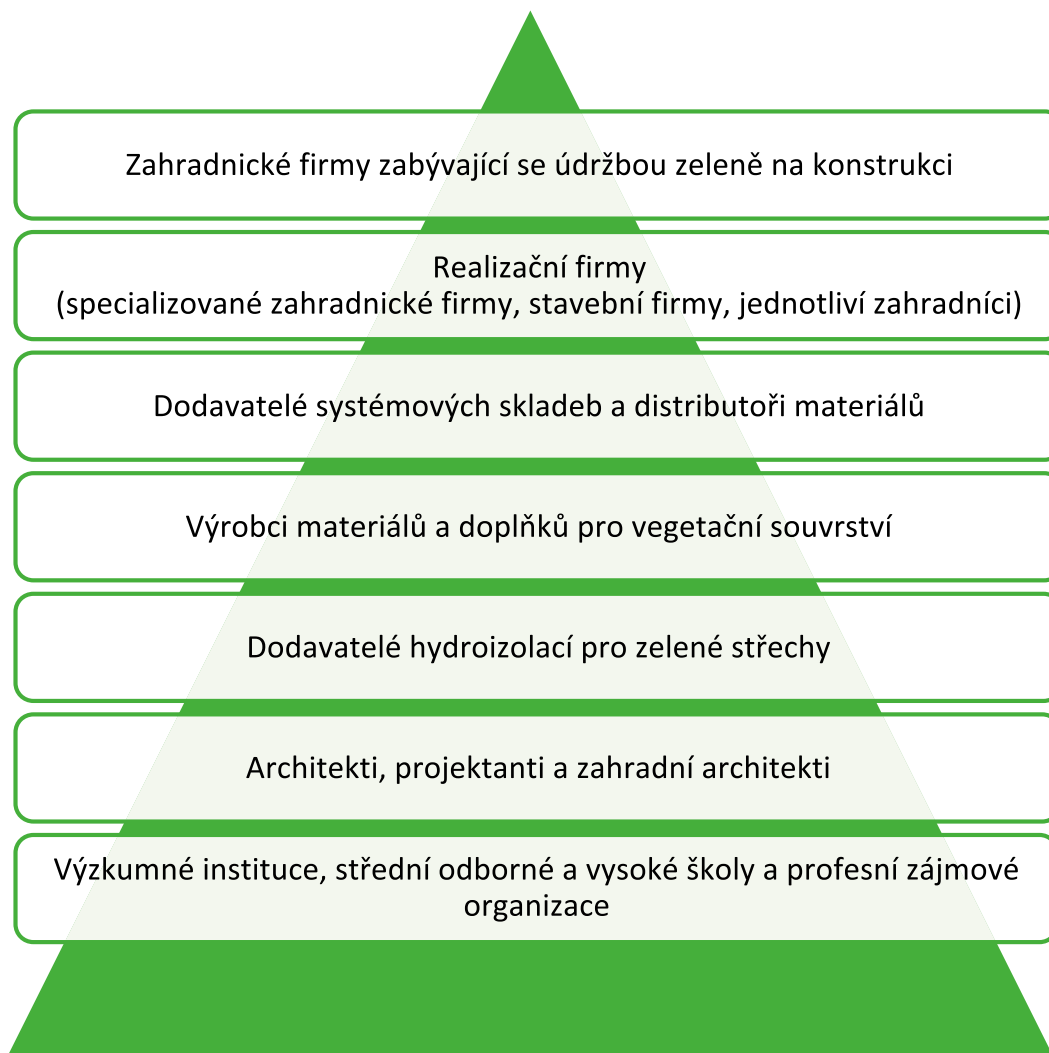 Zahradnické firmy zabývající se údržbou zeleně na konstrukci
Realizační firmy
(specializované zahradnické firmy, stavební firmy, jednotliví zahradníci)
Dodavatelé systémových skladeb a distributoři materiálů
Výrobci materiálů a doplňků pro vegetační souvrství
Dodavatelé hydroizolací pro zelené střechy
Architekti, projektanti a zahradní architekti
Výzkumné instituce, střední odborné a vysoké školy a profesní zájmové
organizace